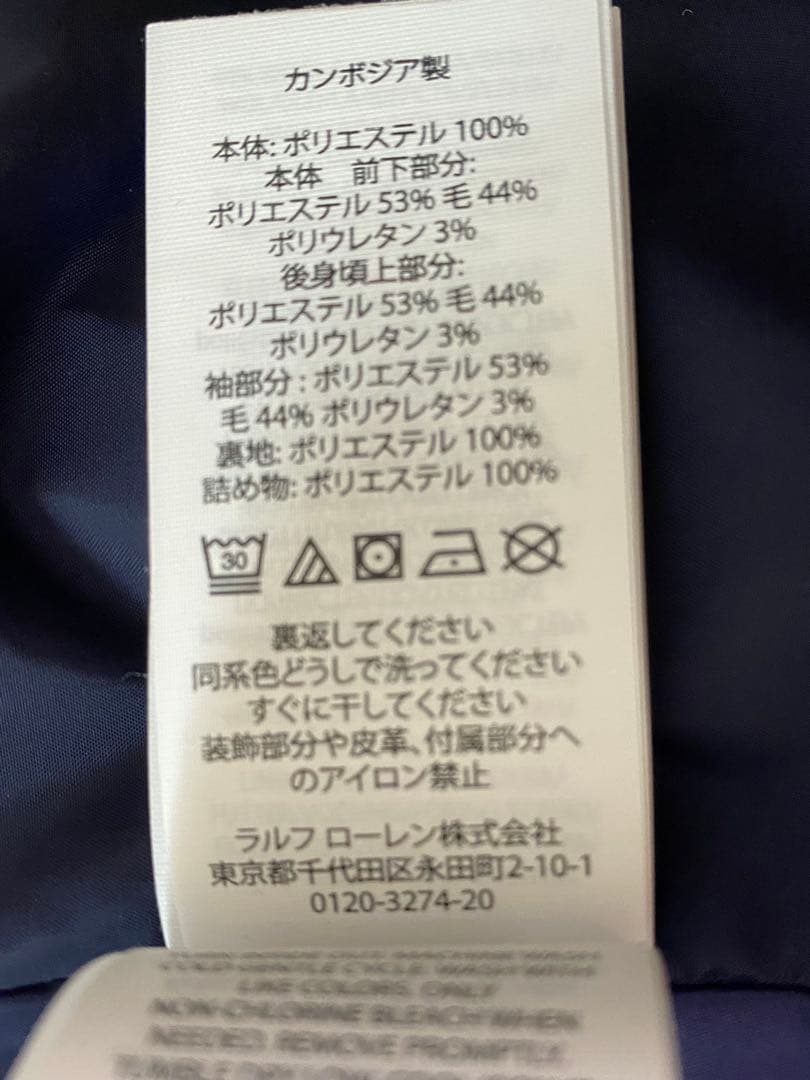 カンボジア製
本体: ポリエステル 100%
本体　前下部分:
ポリエステル 53% 毛 44%
ポリウレタン 3%
後身頃上部分:
ポリエステル 53% 毛 44%
ポリウレタン 3%
袖部分 : ポリエステル 53%
毛 44% ポリウレタン 3%
裏地: ポリエステル 100%
詰め物: ポリエステル 100%
30
裏返してください
同系色どうしで洗ってください
すぐに干してください
装飾部分や皮革、付属部分へ
のアイロン禁止
ラルフ ローレン株式会社
東京都千代田区永田町2-10-1
0120-3274-20
COLD GENTLE CYCLE. WASH WITH
LIKE COLORS. ONLY
NON-CHLORINE BLEACH WHEN
NEEDED. REMOVE PROMPTLY.